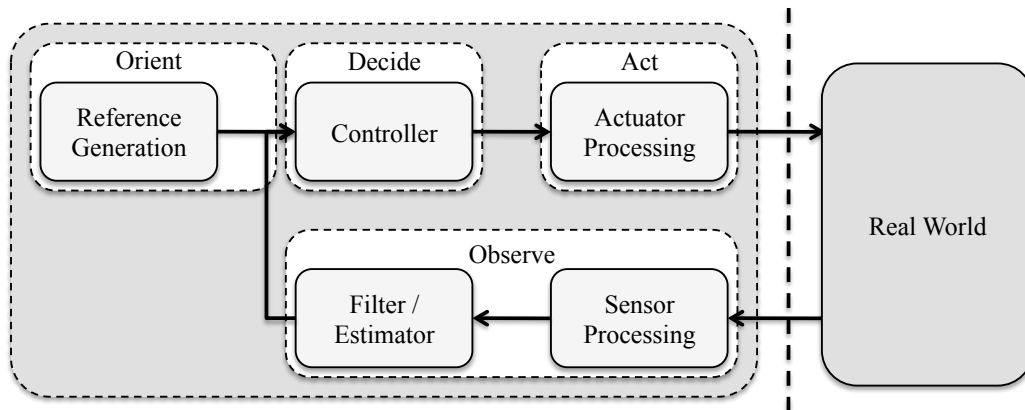 Orient
Decide
Act
Reference
Generation
Controller
Actuator
Processing
Real World
Observe
Filter /
Estimator
Sensor
Processing